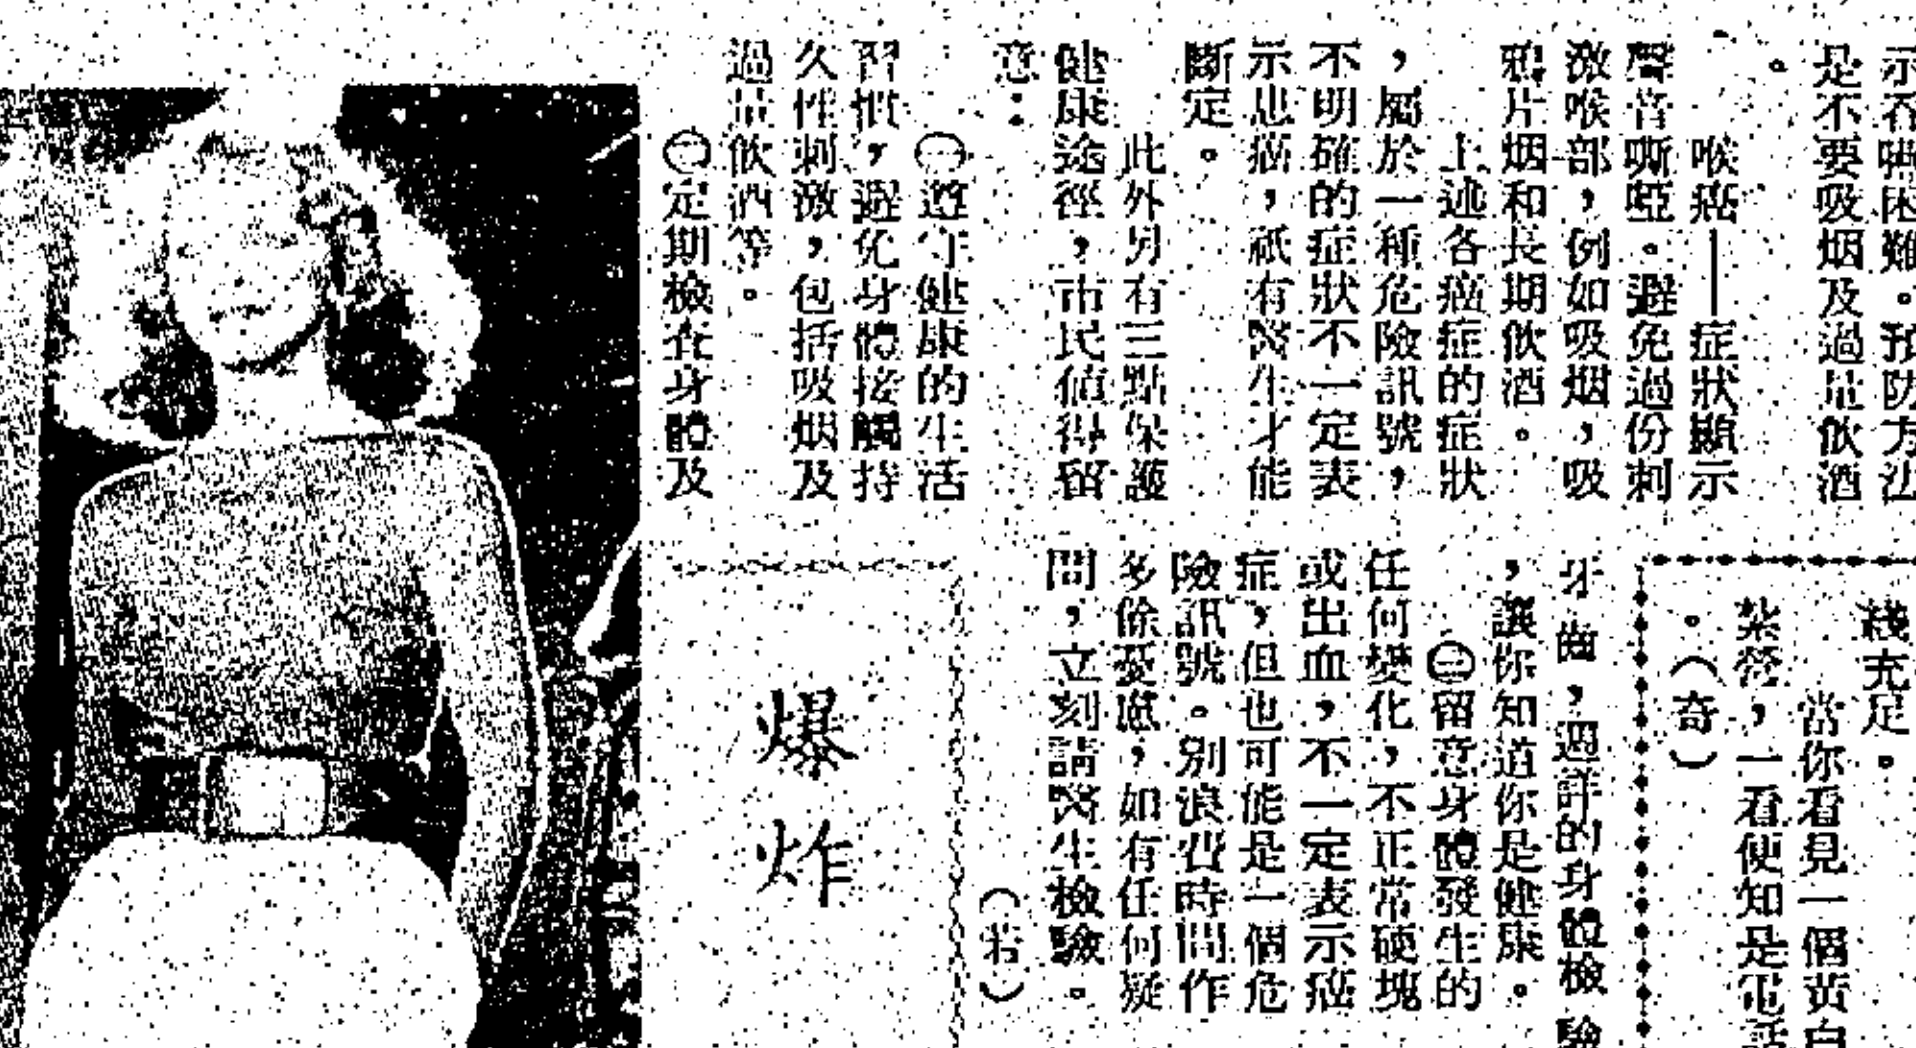 示吞嚥困難。預防方法
是不要吸烟及過量飲酒
。
喉癌——症狀顯示
聲音嘶啞。避免過份刺
激喉部，例如吸烟，吸
鴉片烟和長期飲酒。
上述各癌症的症狀
，屬於一種危險訊號，
不明確的症狀不一定表
示患癌，祇有醫生才能
斷定。
此外另有三點保護
健康途徑，市民值得留
意：
㊀遵守健康的生活
習慣，避免身體接觸持
久性刺激，包括吸烟及
過量飲酒等。
㊁定期檢查身體及
牙齒，週詳的身體檢驗
，讓你知道你是健康。
㊂留意身體發生的
任何變化，不正常硬塊
或出血，不一定表示癌
症，但也可能是一個危
險訊號。別浪費時間作
多餘憂慮，如有任何疑
問，立刻請醫生檢驗。
（若）
綫充足。
當你看見一個黃白
紮營，一看便知是電話
。（奇）
爆炸